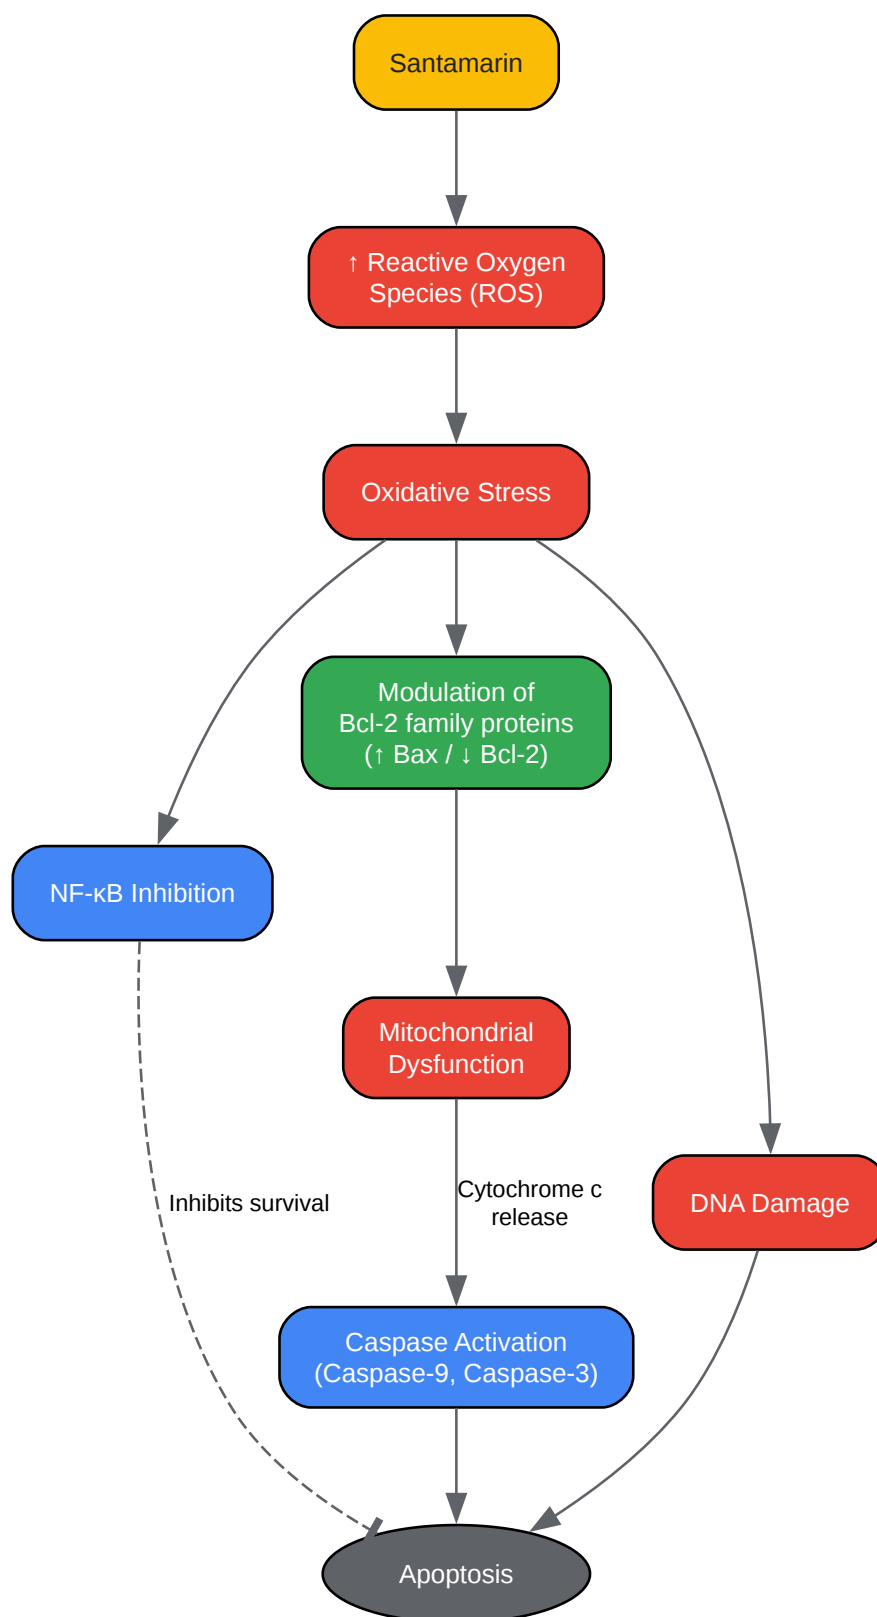 Santamarin
↑ Reactive Oxygen
Species (ROS)
Oxidative Stress
Modulation of
Bcl-2 family proteins
(↑ Bax / ↓ Bcl-2)
NF-κB Inhibition
Mitochondrial
Dysfunction
Inhibits survival
Cytochrome c
release
DNA Damage
Caspase Activation
(Caspase-9, Caspase-3)
Apoptosis